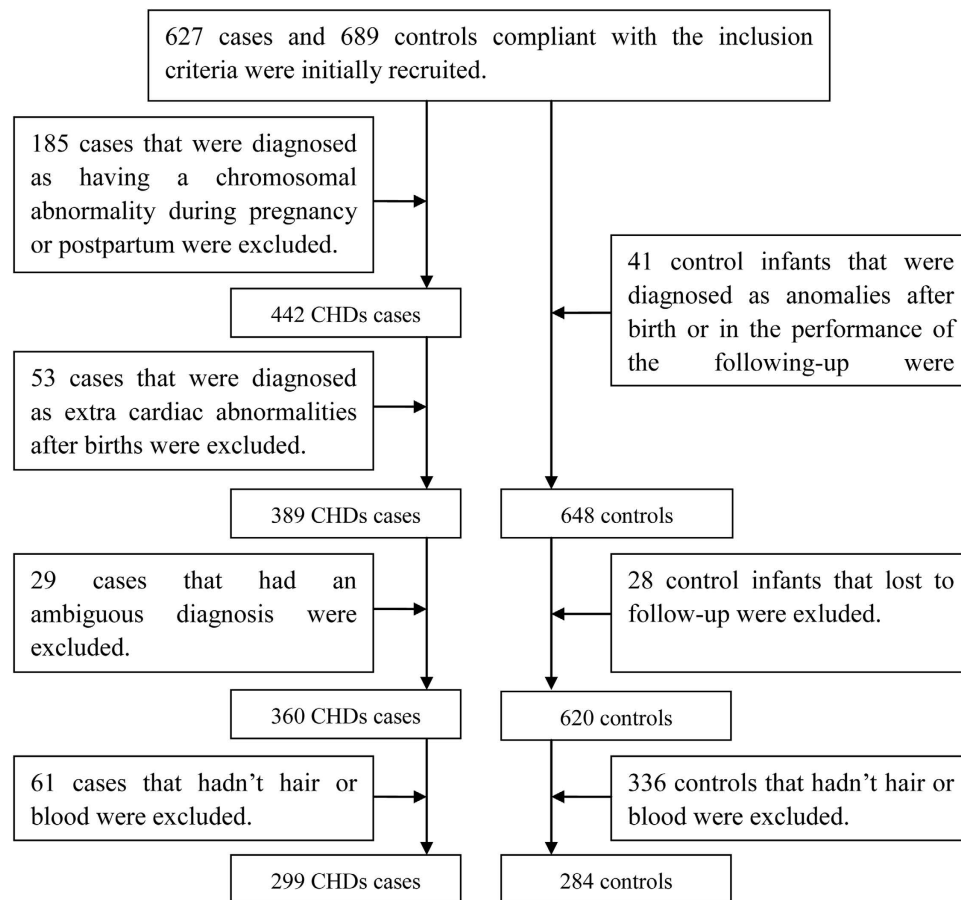 627 cases and 689 controls compliant with the inclusion
criteria were initially recruited.
185 cases that were diagnosed
as having a chromosomal
abnormality during pregnancy
or postpartum were excluded.
41 control infants that were
diagnosed as anomalies after
birth or in the performance of
the following-up were
442 CHDs cases
53 cases that were diagnosed
as extra cardiac abnormalities
after births were excluded.
389 CHDs cases
648 controls
29 cases that had an
ambiguous diagnosis were
excluded.
28 control infants that lost to
follow-up were exluded.
360 CHDs cases
620 controls
61 cases that hadn't hair or
blood were excluded.
336 controls that hadn't hair or
blood were excluded.
299 CHDs cases
284 controls